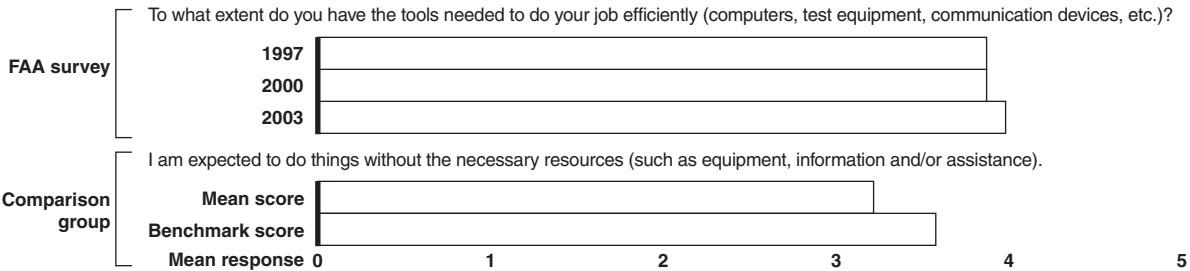 To what extent do you have the tools needed to do your job efficiently (computers, test equipment, communication devices, etc.)?
FAA survey
1997
2000
2003
I am expected to do things without the necessary resources (such as equipment, information and/or assistance).
Comparison
group
Mean score
Benchmark score
Mean response 0 1 2 3 4 5